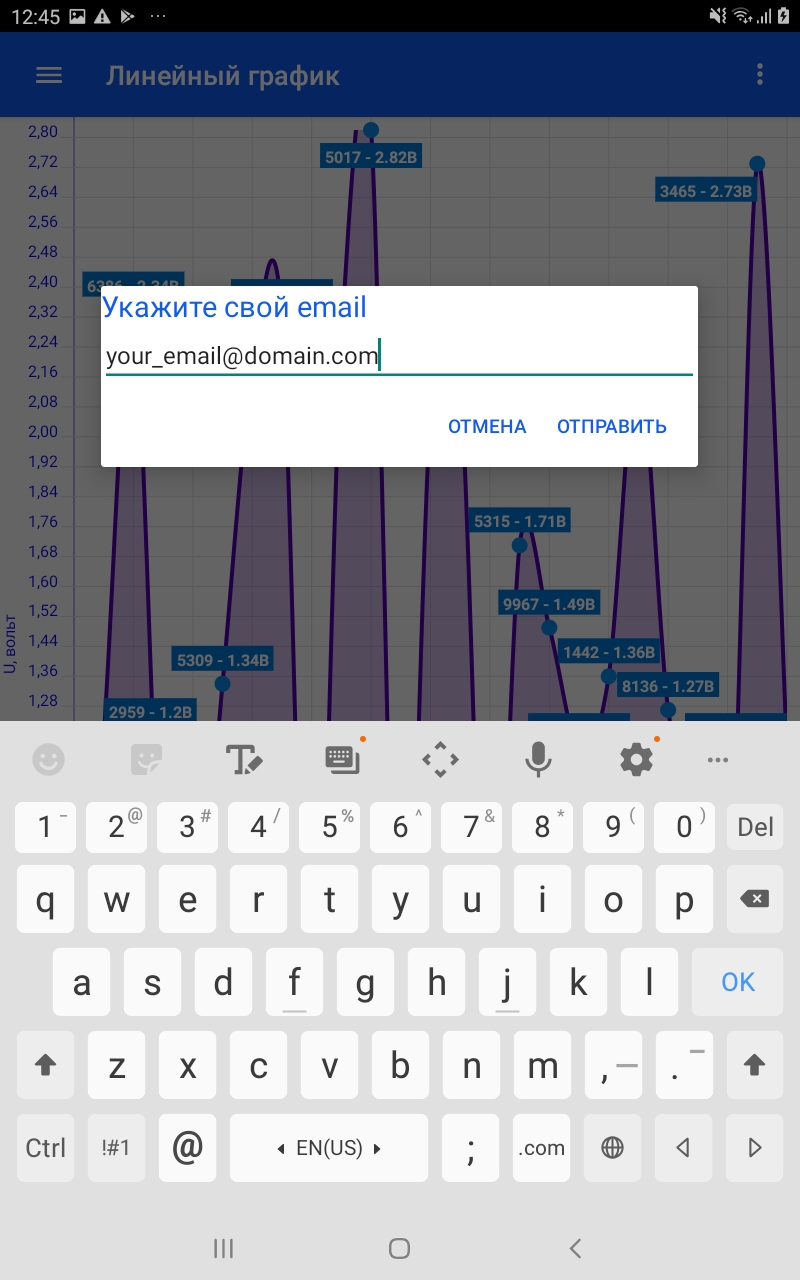 12:45
Линейный график
2,80
5017 - 2.82В
2,72
3465 - 2.73В
2,64
2,56
2,48
2,40
2,32
Укажите свой email
2,24
your_email@domain.com
2,16
2,08
ОТМЕНА ОТПРАВИТЬ
2,00
1,92
1,84
1,76
5315 - 1.71В
1,68
1,60
9967 - 1.49В
1,52
1,44
1442 - 1.36В
5309 - 1.34В
1,36
8136 - 1.27В
1,28
2959 - 1.2В
U, вольт
1 - 2 @ 3 # 4 / 5 % 6 ^ 7 & 8 * 9 ( 0 ) Del
q w e r t y u i o p
a s d f g h j k l OK
z x c v b n m , — . –
Ctrl !#1 @ EN(US) ; .com